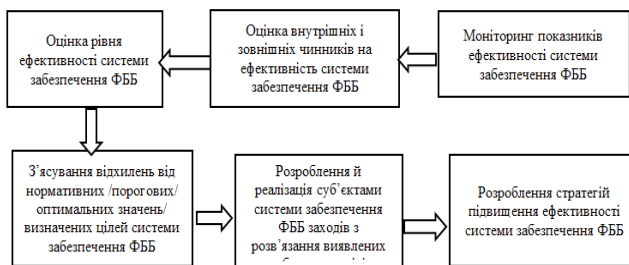 Оцінка рівня
ефективності системи
забезпечення ФББ
Оцінка внутрішніх і
зовнішніх чинників на
ефективність системи
забезпечення ФББ
Моніторинг показників
ефективності системи
забезпечення ФББ
З’ясування відхилень від
нормативних /порогових/
оптимальних значень/
визначених цілей системи
забезпечення ФББ
Розроблення й
реалізація суб’єктами
системи забезпечення
ФББ заходів з
розв’язання виявлених
Розроблення стратегій
підвищення ефективності
системи забезпечення ФББ